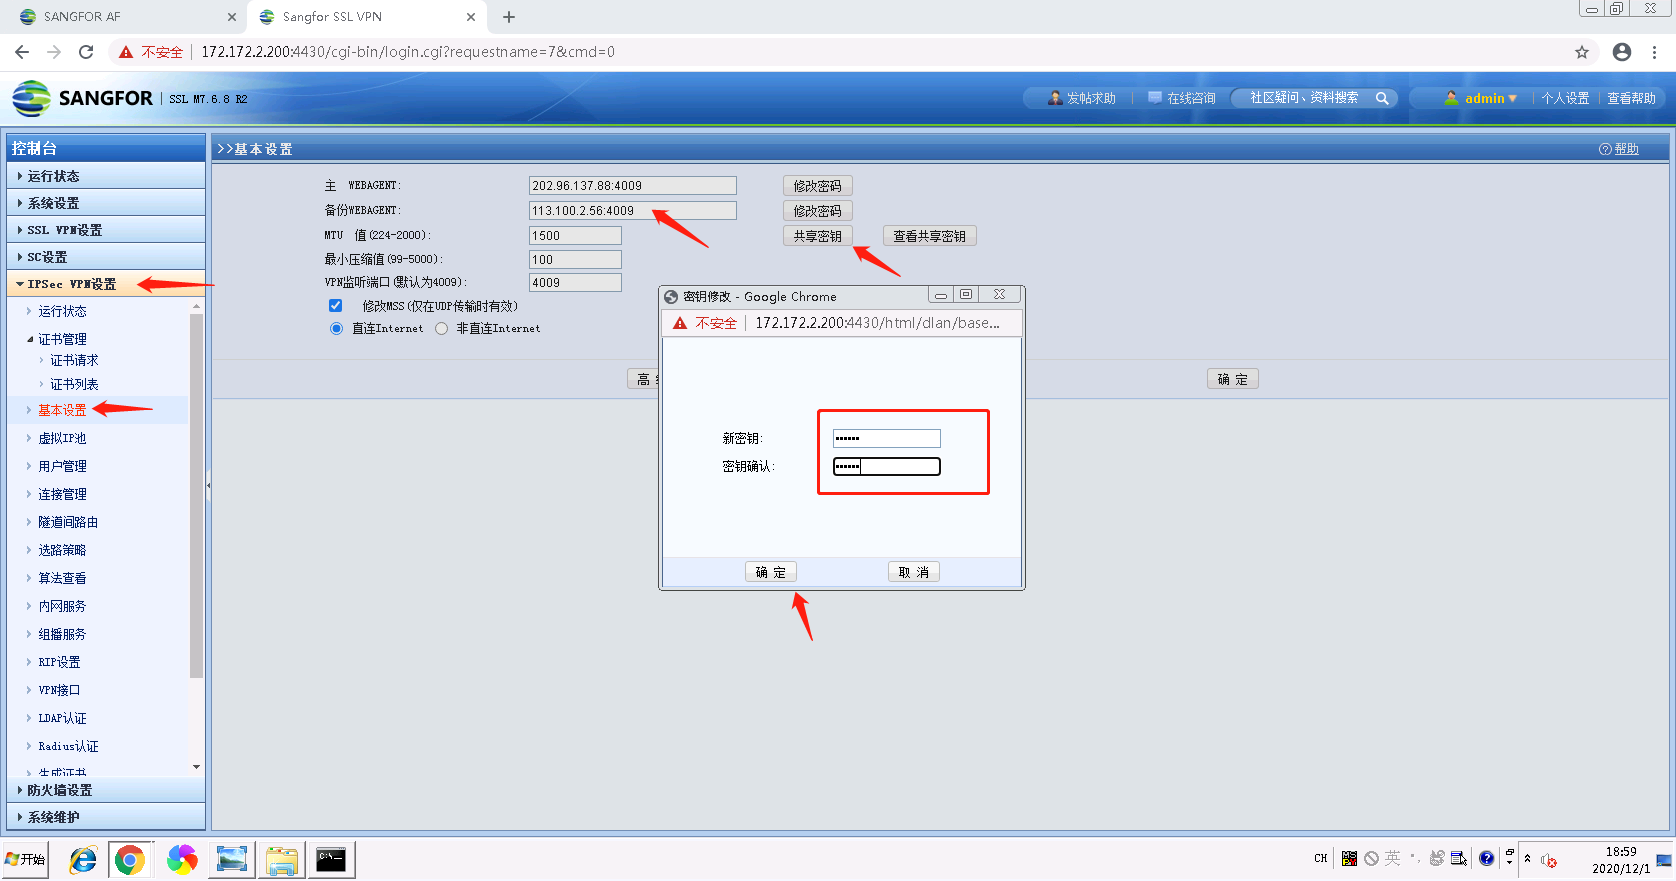 SANGFOR AF
Sangfor SSL VPN
不安全 172.172.2.200:4430/cgi-bin/login.cgi?requestname=7&cmd=0
SANGFOR SSL M7.6.8 R2
发帖求助 在线咨询 社区疑问、资料搜索 admin 个人设置 查看帮助
控制台
运行状态
系统设置
SSL VPN设置
SC设置
IPSec VPN设置
运行状态
证书管理
证书请求
证书列表
基本设置
虚拟IP池
用户管理
连接管理
隧道间路由
选路策略
算法查看
内网服务
组播服务
RIP设置
VPN接口
LDAP认证
Radius认证
生成证书
防火墙设置
系统维护
>>基本设置 帮助
主 WEBAGENT: 202.96.137.88:4009 修改密码
备份WEBAGENT: 113.100.2.56:4009 修改密码
MTU 值(224-2000): 1500 共享密钥 查看共享密钥
最小压缩值(99-5000): 100
VPN监听端口(默认为4009): 4009
修改MSS(仅在UDP传输时有效)
直连Internet 非直连Internet
高 确 定
密钥修改 - Google Chrome
不安全 172.172.2.200:4430/html/dlan/base...
新密钥: ••••••
密钥确认: ••••••
确 定 取 消
开始 CH 英 18:59
2020/12/1